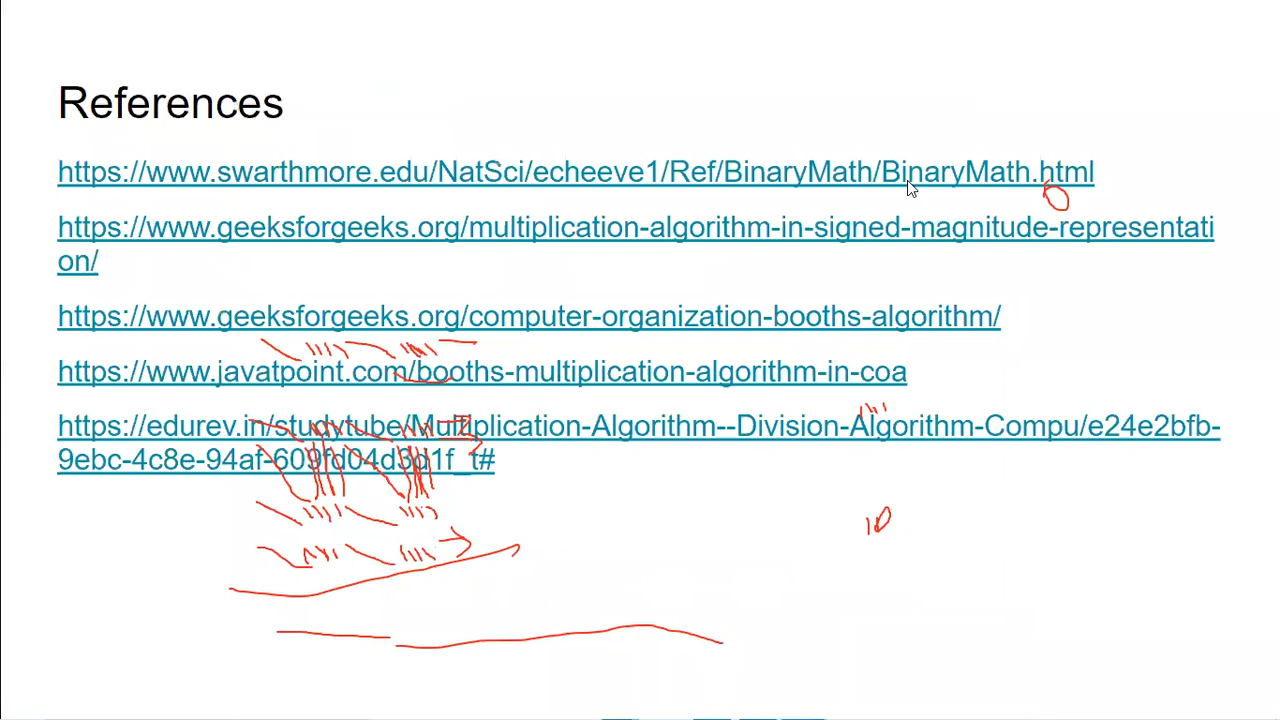 References
https://www.swarthmore.edu/NatSci/echeeve1/Ref/BinaryMath/BinaryMath.html
https://www.geeksforgeeks.org/multiplication-algorithm-in-signed-magnitude-representati
on/
https://www.geeksforgeeks.org/computer-organization-booths-algorithm/
https://www.javatpoint.com/booths-multiplication-algorithm-in-coa
https://edurev.in/studytube/Multiplication-Algorithm--Division-Algorithm-Compu/e24e2bfb-
9ebc-4c8e-94af-609fd04d3d1f_t#
10